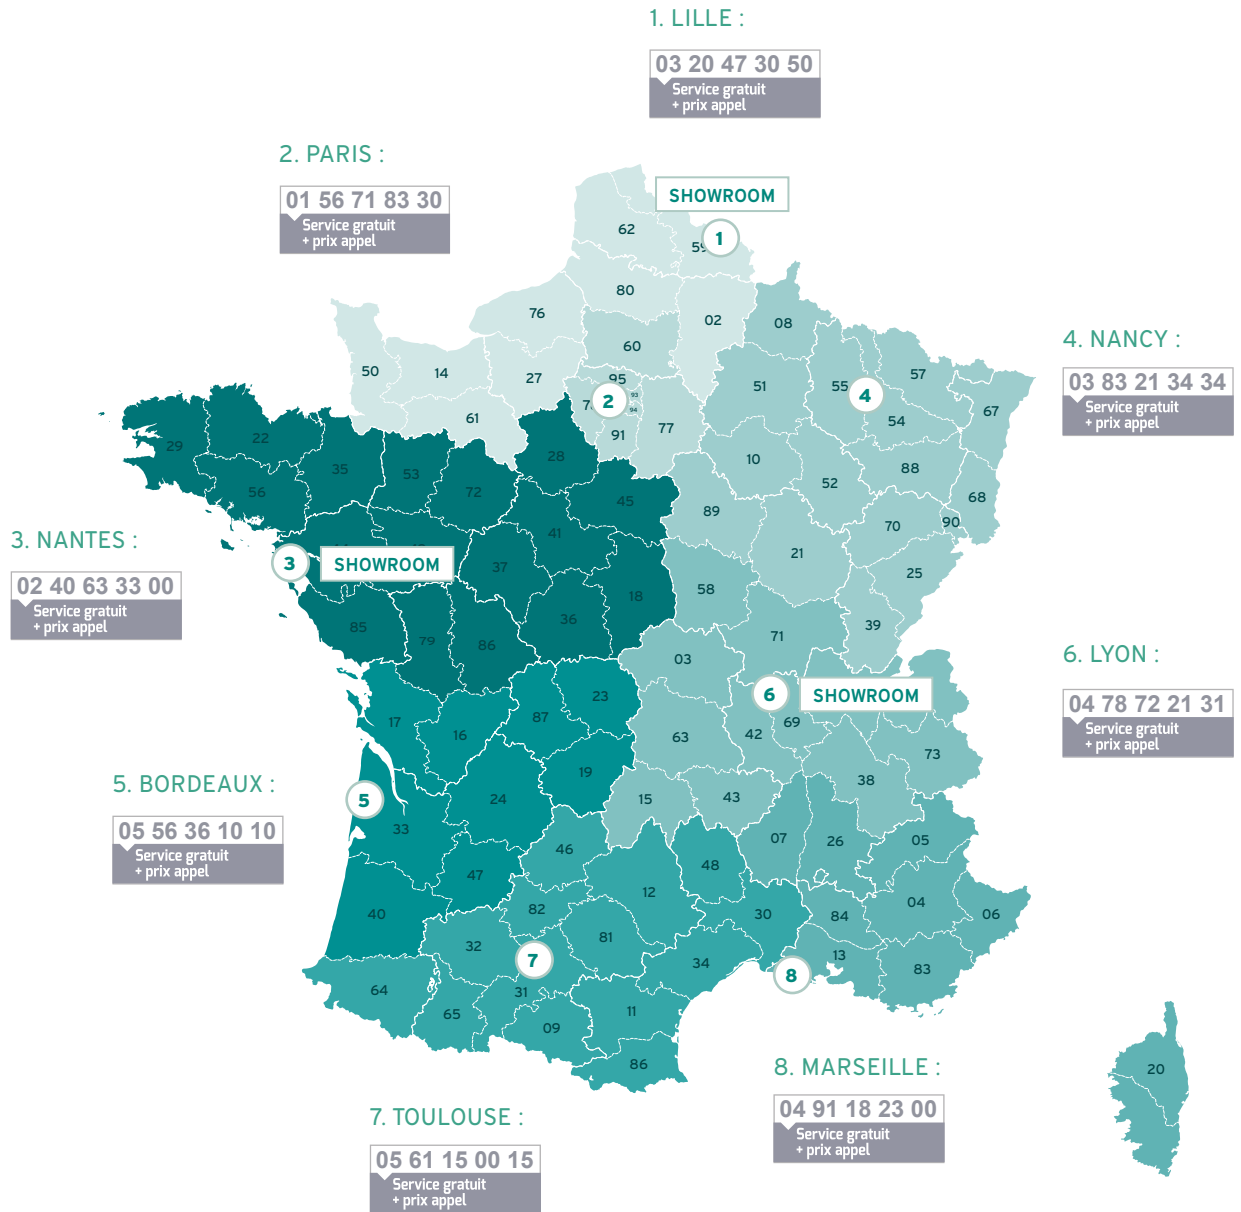 1. LILLE :
03 20 47 30 50
Service gratuit
+ prix appel
2. PARIS :
01 56 71 83 30
Service gratuit
+ prix appel
SHOWROOM
1
62
59
80
76
02
08
60
50
14
27
95
93
94
2
91
77
61
51
55
4
57
54
67
4. NANCY :
03 83 21 34 34
Service gratuit
+ prix appel
29
22
35
53
72
28
56
45
41
10
52
88
68
89
70
90
21
25
3. NANTES :
02 40 63 33 00
Service gratuit
+ prix appel
3
SHOWROOM
37
18
36
58
39
71
85
79
86
03
6. LYON :
04 78 72 21 31
Service gratuit
+ prix appel
6
SHOWROOM
69
42
63
73
38
23
87
17
16
19
24
15
43
5. BORDEAUX :
05 56 36 10 10
Service gratuit
+ prix appel
5
33
47
40
46
48
07
26
05
12
82
30
84
04
06
32
81
7
34
13
8
83
64
65
31
09
11
86
20
8. MARSEILLE :
04 91 18 23 00
Service gratuit
+ prix appel
7. TOULOUSE :
05 61 15 00 15
Service gratuit
+ prix appel